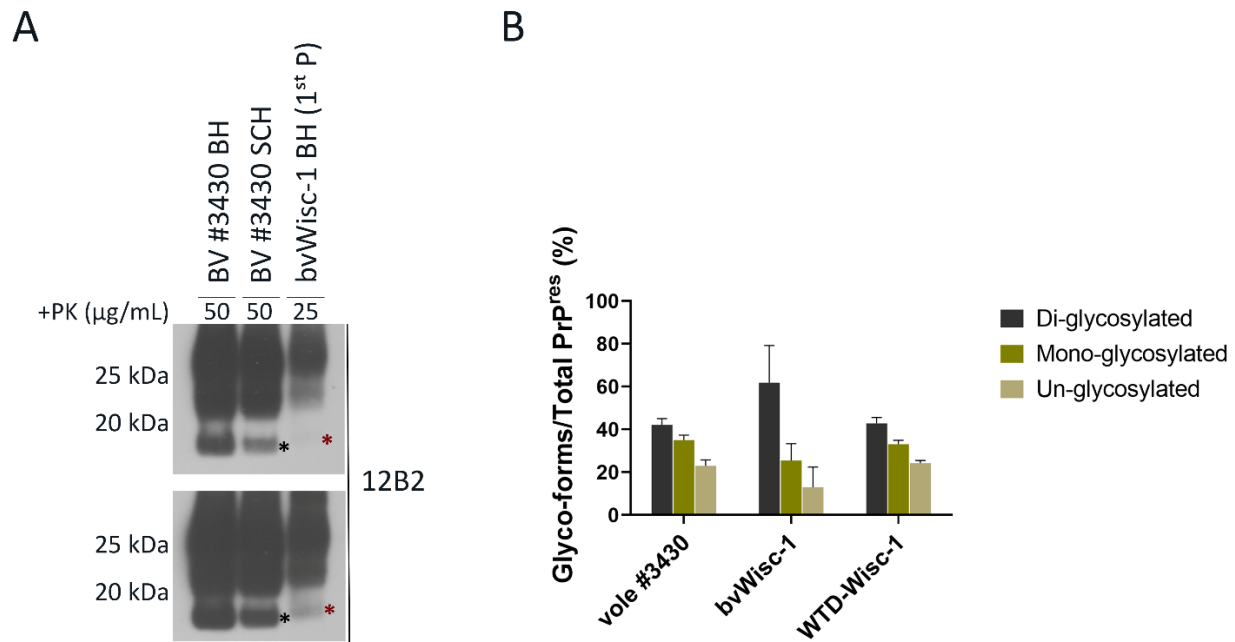 A
BV #3430 BH
BV #3430 SCH
bvWisc-1 BH (1st P)
+PK (µg/mL) 50 50 25
25 kDa
20 kDa
*
*
12B2
25 kDa
20 kDa
*
*
B
Glyco-forms/Total PrPres (%)
100
80
60
40
20
0
vole #3430
bvWisc-1
WTD-Wisc-1
Di-glycosylated
Mono-glycosylated
Un-glycosylated